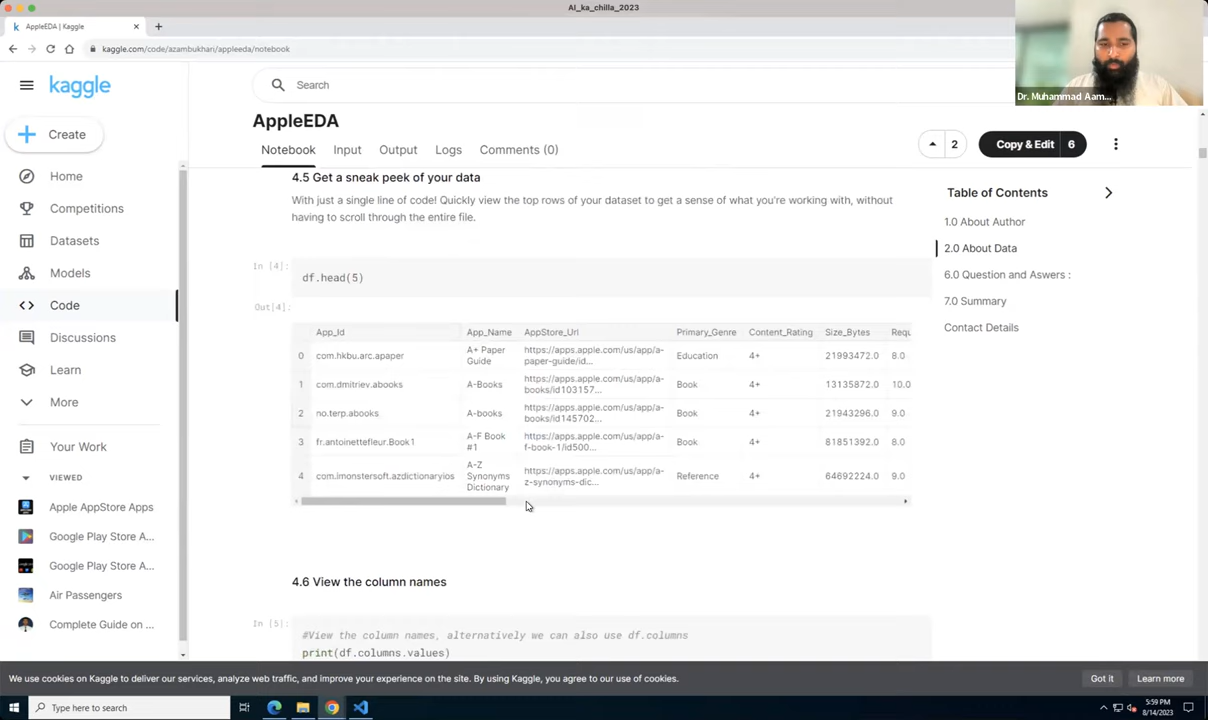 AI_ka_chilla_2023
AppleEDA | Kaggle
kaggle.com/code/azambukhari/appleeda/notebook
Dr. Muhammad Aam...
kaggle
Search
Create
Home
Competitions
Datasets
Models
Code
Discussions
Learn
More
Your Work
VIEWED
Apple AppStore Apps
Google Play Store A...
Google Play Store A...
Air Passengers
Complete Guide on ...
AppleEDA
2
Copy & Edit 6
Notebook Input Output Logs Comments (0)
4.5 Get a sneak peek of your data
With just a single line of code! Quickly view the top rows of your dataset to get a sense of what you're working with, without
having to scroll through the entire file.
In [4]:
df.head(5)
Out[4]:
App_Id App_Name AppStore_Url Primary_Genre Content_Rating Size_Bytes Requ
0 com.hkbu.arc.apaper A+ Paper Guide https://apps.apple.com/us/app/a-paper-guide/id... Education 4+ 21993472.0 8.0
1 com.dmitriev.abooks A-Books https://apps.apple.com/us/app/a-books/id103157... Book 4+ 13135872.0 10.0
2 no.terp.abooks A-books https://apps.apple.com/us/app/a-books/id145702... Book 4+ 21943296.0 9.0
3 fr.antoinettefleur.Book1 A-F Book #1 https://apps.apple.com/us/app/a-f-book-1/id500... Book 4+ 81851392.0 8.0
4 com.imonstersoft.azdictionaryios A-Z Synonyms Dictionary https://apps.apple.com/us/app/a-z-synonyms-dic... Reference 4+ 64692224.0 9.0
4.6 View the column names
In [5]:
#View the column names, alternatively we can also use df.columns
print(df.columns.values)
Table of Contents
1.0 About Author
2.0 About Data
6.0 Question and Aswers :
7.0 Summary
Contact Details
We use cookies on Kaggle to deliver our services, analyze web traffic, and improve your experience on the site. By using Kaggle, you agree to our use of cookies.
Got it
Learn more
Type here to search
5:59 PM
8/14/2023